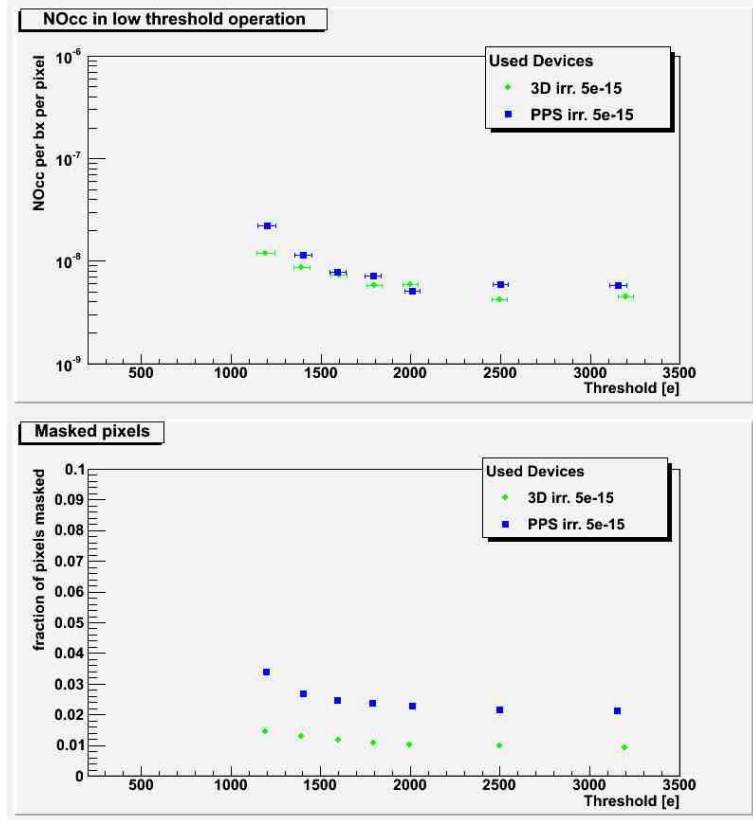 NOcc in low threshold operation
NOcc per bx per pixel
10^-6
10^-7
10^-8
10^-9
Used Devices
3D irr. 5e-15
PPS irr. 5e-15
500 1000 1500 2000 2500 3000 3500
Threshold [e]
Masked pixels
fraction of pixels masked
0.1
0.09
0.08
0.07
0.06
0.05
0.04
0.03
0.02
0.01
0
Used Devices
3D irr. 5e-15
PPS irr. 5e-15
500 1000 1500 2000 2500 3000 3500
Threshold [e]